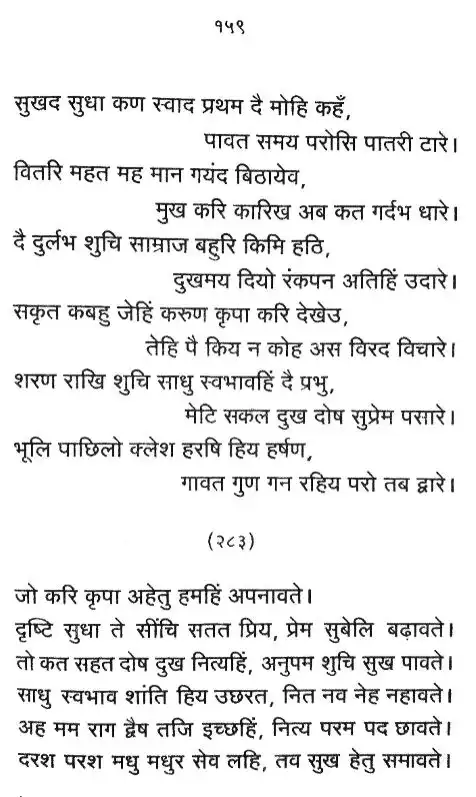 १५९
सुखद सुधा कण स्वाद प्रथम दै मोहि कहँ,
पावत समय परोसि पातरी टारे।
वितरि महत मह मान गयंद बिठायेव,
मुख करि कारिख अब कत गर्दभ धारे।
दै दुर्लभ शुचि साम्राज बहुरि किमि हठि,
दुखमय दियो रंकपन अतिहिं उदारे।
सकृत कबहु जेहिं करुण कृपा करि देखेउ,
तेहि पै किय न कोह अस विरद विचारे।
शरण राखि शुचि साधु स्वभावहिं दै प्रभु,
मेटि सकल दुख दोष सुप्रेम पसारे।
भूलि पाछिलो क्लेश हरषि हिय हर्षण,
गावत गुण गन रहिय परो तब द्वारे।
(२८३)
जो करि कृपा अहेतु हमहिं अपनावते।
दृष्टि सुधा ते सींचि सतत प्रिय, प्रेम सुबेलि बढ़ावते।
तो कत सहत दोष दुख नित्यहिं, अनुपम शुचि सुख पावते।
साधु स्वभाव शांति हिय उछरत, नित नव नेह नहावते।
अह मम राग द्वैष तजि इच्छहिं, नित्य परम पद छावते।
दरश परश मधु मधुर सेव लहि, तव सुख हेतु समावते।